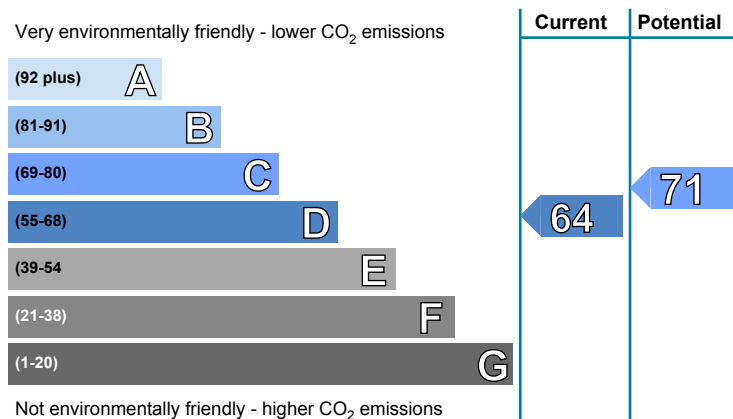 Current Potential
Very environmentally friendly - lower CO2 emissions
(92 plus) A
(81-91) B
(69-80) C
71
(55-68) D
64
(39-54 E
(21-38) F
(1-20) G
Not environmentally friendly - higher CO2 emissions